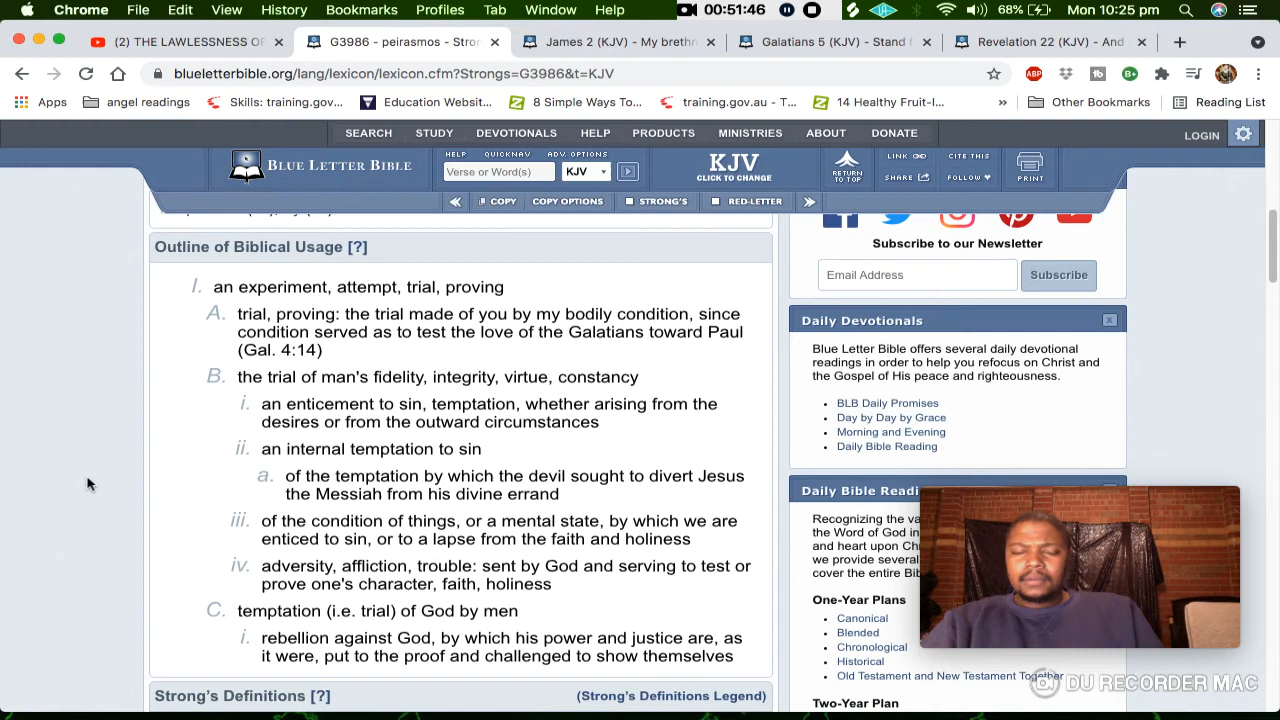 Chrome File Edit View History Bookmarks Profiles Tab Window Help 00:51:46 68% Mon 10:25 pm
(2) THE LAWLESSNESS OF G3986 - peirasmos - Stron James 2 (KJV) - My brethr Galatians 5 (KJV) - Stand f Revelation 22 (KJV) - And
blueletterbible.org/lang/lexicon/lexicon.cfm?Strongs=G3986&t=KJV
Apps angel readings Skills: training.gov... Education Websit... 8 Simple Ways To... training.gov.au - T... 14 Healthy Fruit-I... » Other Bookmarks Reading List
SEARCH STUDY DEVOTIONALS HELP PRODUCTS MINISTRIES ABOUT DONATE LOGIN
BLUE LETTER BIBLE
HELP QUICKNAV ADV. OPTIONS
Verse or Word(s) KJV
KJV
CLICK TO CHANGE
RETURN TO TOP
LINK CITE THIS
SHARE FOLLOW PRINT
COPY COPY OPTIONS STRONG'S RED-LETTER
Outline of Biblical Usage [?]
I. an experiment, attempt, trial, proving
A. trial, proving: the trial made of you by my bodily condition, since
condition served as to test the love of the Galatians toward Paul
(Gal. 4:14)
B. the trial of man's fidelity, integrity, virtue, constancy
i. an enticement to sin, temptation, whether arising from the
desires or from the outward circumstances
ii. an internal temptation to sin
a. of the temptation by which the devil sought to divert Jesus
the Messiah from his divine errand
iii. of the condition of things, or a mental state, by which we are
enticed to sin, or to a lapse from the faith and holiness
iv. adversity, affliction, trouble: sent by God and serving to test or
prove one's character, faith, holiness
C. temptation (i.e. trial) of God by men
i. rebellion against God, by which his power and justice are, as
it were, put to the proof and challenged to show themselves
Strong's Definitions [?] (Strong's Definitions Legend)
Subscribe to our Newsletter
Email Address Subscribe
Daily Devotionals
Blue Letter Bible offers several daily devotional
readings in order to help you refocus on Christ and
the Gospel of His peace and righteousness.
BLB Daily Promises
Day by Day by Grace
Morning and Evening
Daily Bible Reading
Daily Bible Readi
Recognizing the va
the Word of God in
and heart upon Chr
we provide several
cover the entire Bib
One-Year Plans
Canonical
Blended
Chronological
Historical
Old Testament and New Testament Together
Two-Year Plan
DU RECORDER MAC